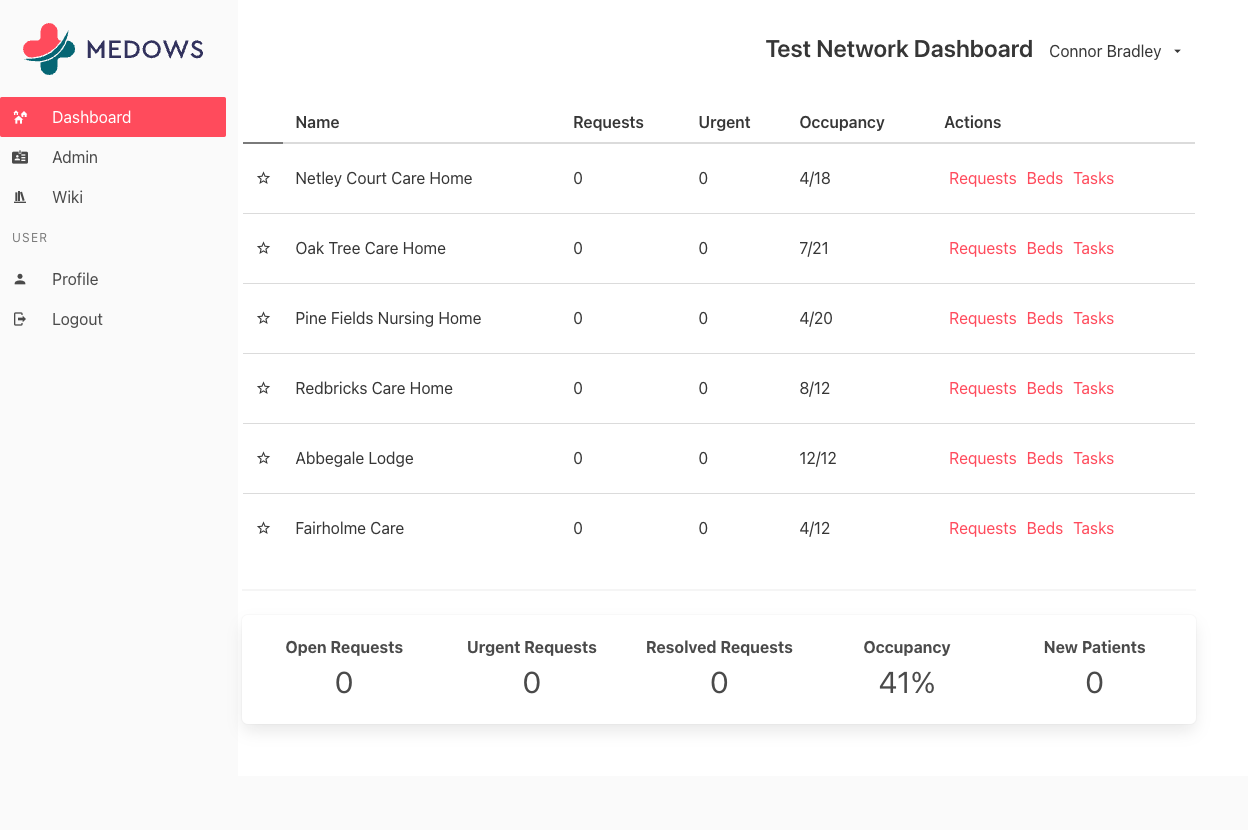 MEDOWS
Test Network Dashboard Connor Bradley
Dashboard
Admin
Wiki
USER
Profile
Logout
Name Requests Urgent Occupancy Actions
Netley Court Care Home 0 0 4/18 Requests Beds Tasks
Oak Tree Care Home 0 0 7/21 Requests Beds Tasks
Pine Fields Nursing Home 0 0 4/20 Requests Beds Tasks
Redbricks Care Home 0 0 8/12 Requests Beds Tasks
Abbegale Lodge 0 0 12/12 Requests Beds Tasks
Fairholme Care 0 0 4/12 Requests Beds Tasks
Open Requests Urgent Requests Resolved Requests Occupancy New Patients
0 0 0 41% 0